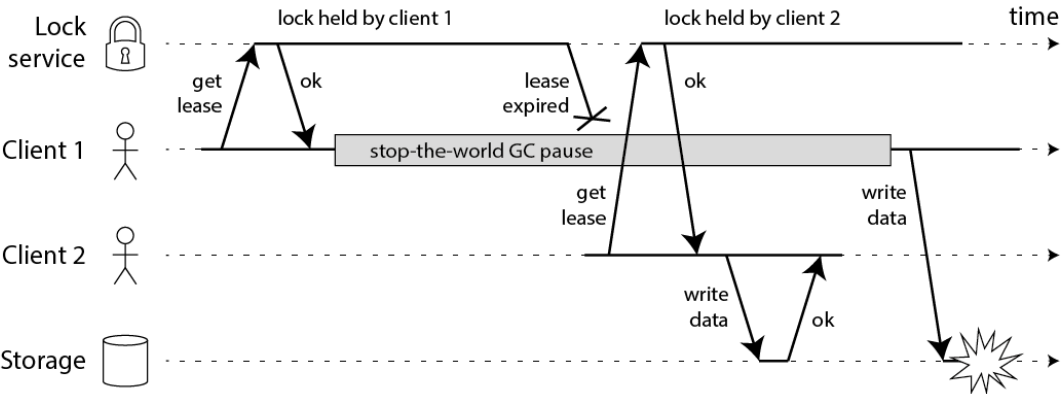 lock held by client 1
lock held by client 2
time
Lock
service
get
lease
ok
lease
expired
ok
Client 1
stop-the-world GC pause
get
lease
write
data
Client 2
write
data
ok
Storage